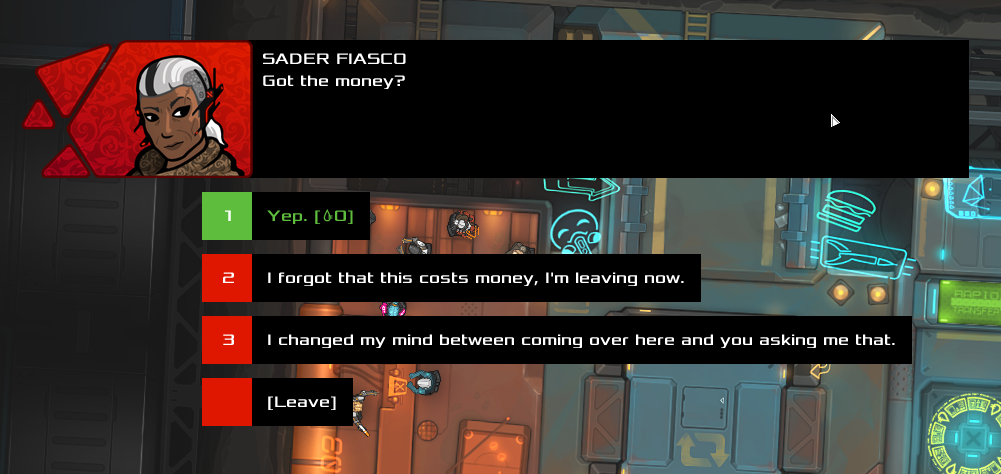 SADER FIASCO
Got the money?
1 Yep. [0]
2 I forgot that this costs money, I'm leaving now.
3 I changed my mind between coming over here and you asking me that.
[Leave]